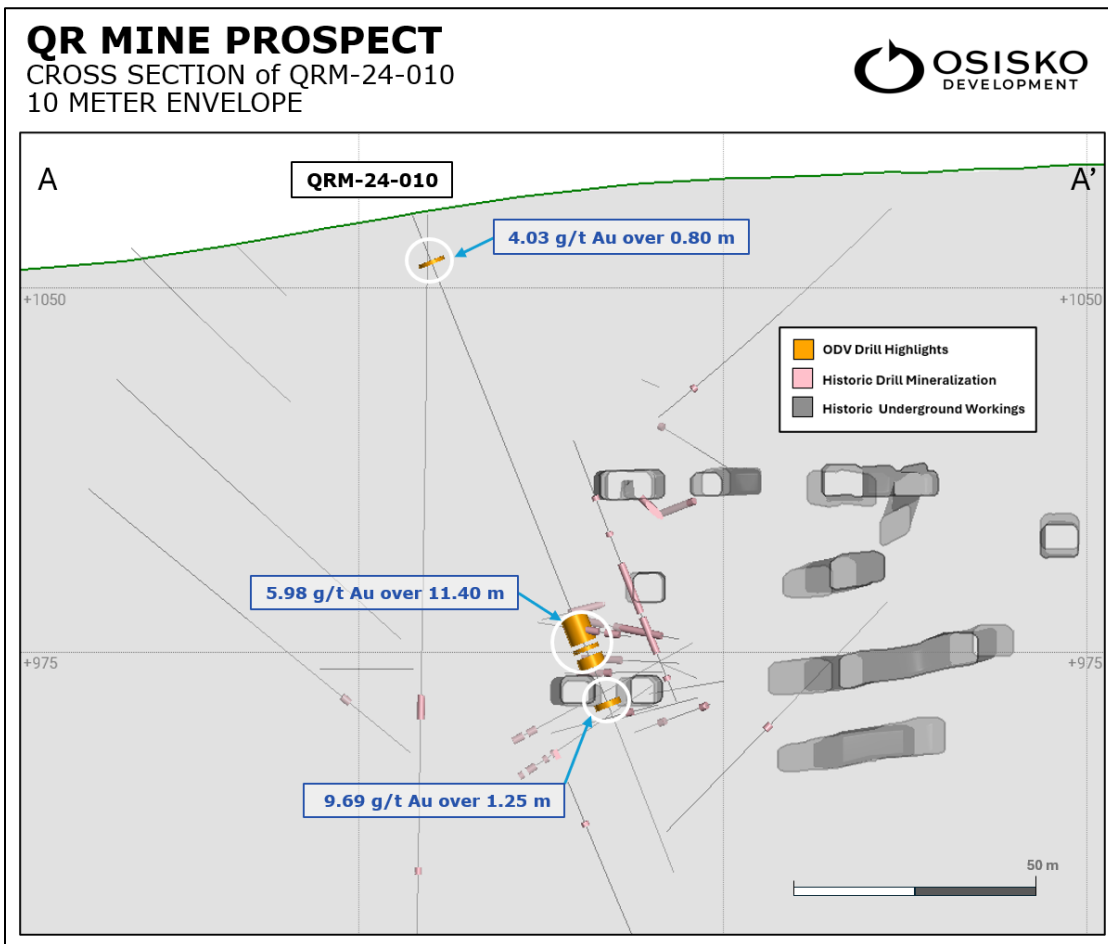 QR MINE PROSPECT
CROSS SECTION of QRM-24-010
10 METER ENVELOPE
OSISKO
DEVELOPMENT
A
A'
QRM-24-010
4.03 g/t Au over 0.80 m
+1050
+1050
ODV Drill Highlights
Historic Drill Mineralization
Historic Underground Workings
5.98 g/t Au over 11.40 m
+975
+975
9.69 g/t Au over 1.25 m
50 m